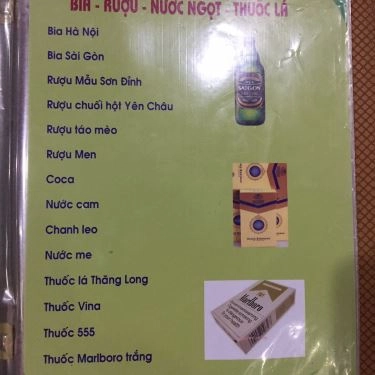 BIA - RƯỢU - NƯỚC NGỌT - THUỐC LÁ
Bia Hà Nội
Bia Sài Gòn
Rượu Mẫu Sơn Đỉnh
Rượu chuối hột Yên Châu
Rượu táo mèo
Rượu Men
Coca
Nước cam
Chanh leo
Nước me
Thuốc lá Thăng Long
Thuốc Vina
Thuốc 555
Thuốc Marlboro trắng
SAIGON
Marlboro